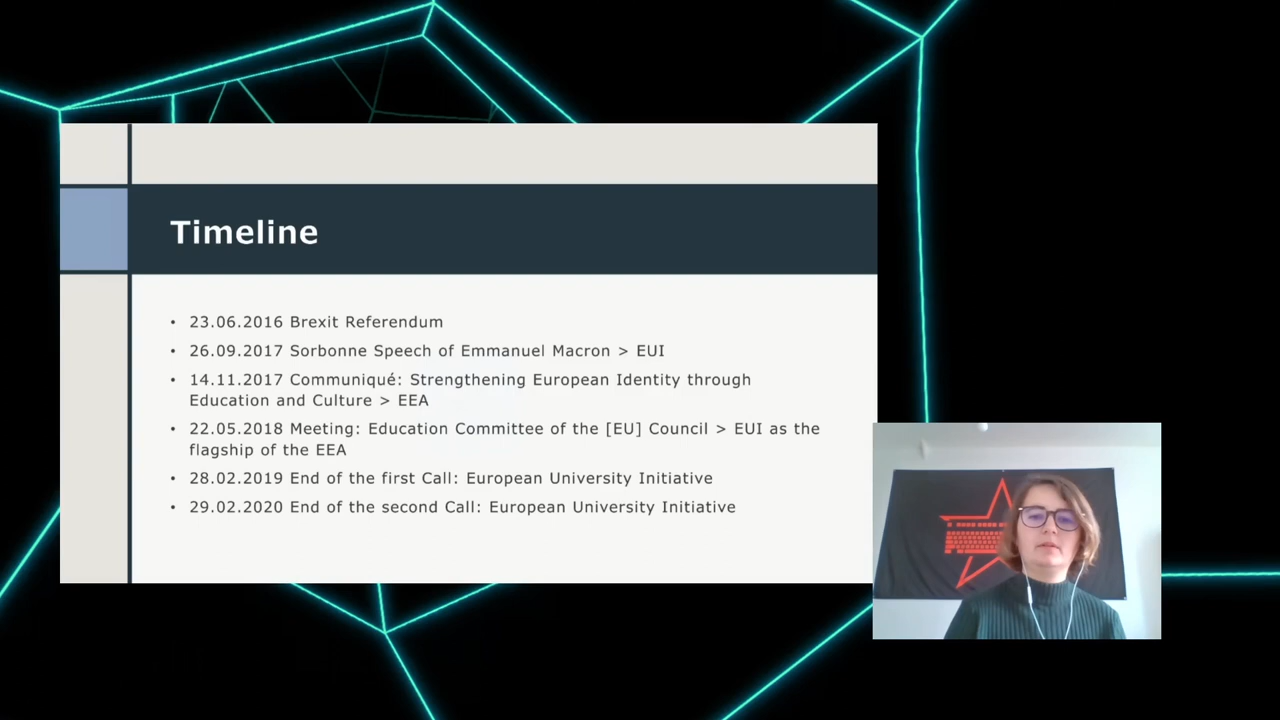 Timeline
• 23.06.2016 Brexit Referendum
• 26.09.2017 Sorbonne Speech of Emmanuel Macron > EUI
• 14.11.2017 Communiqué: Strengthening European Identity through
Education and Culture > EEA
• 22.05.2018 Meeting: Education Committee of the [EU] Council > EUI as the
flagship of the EEA
• 28.02.2019 End of the first Call: European University Initiative
• 29.02.2020 End of the second Call: European University Initiative